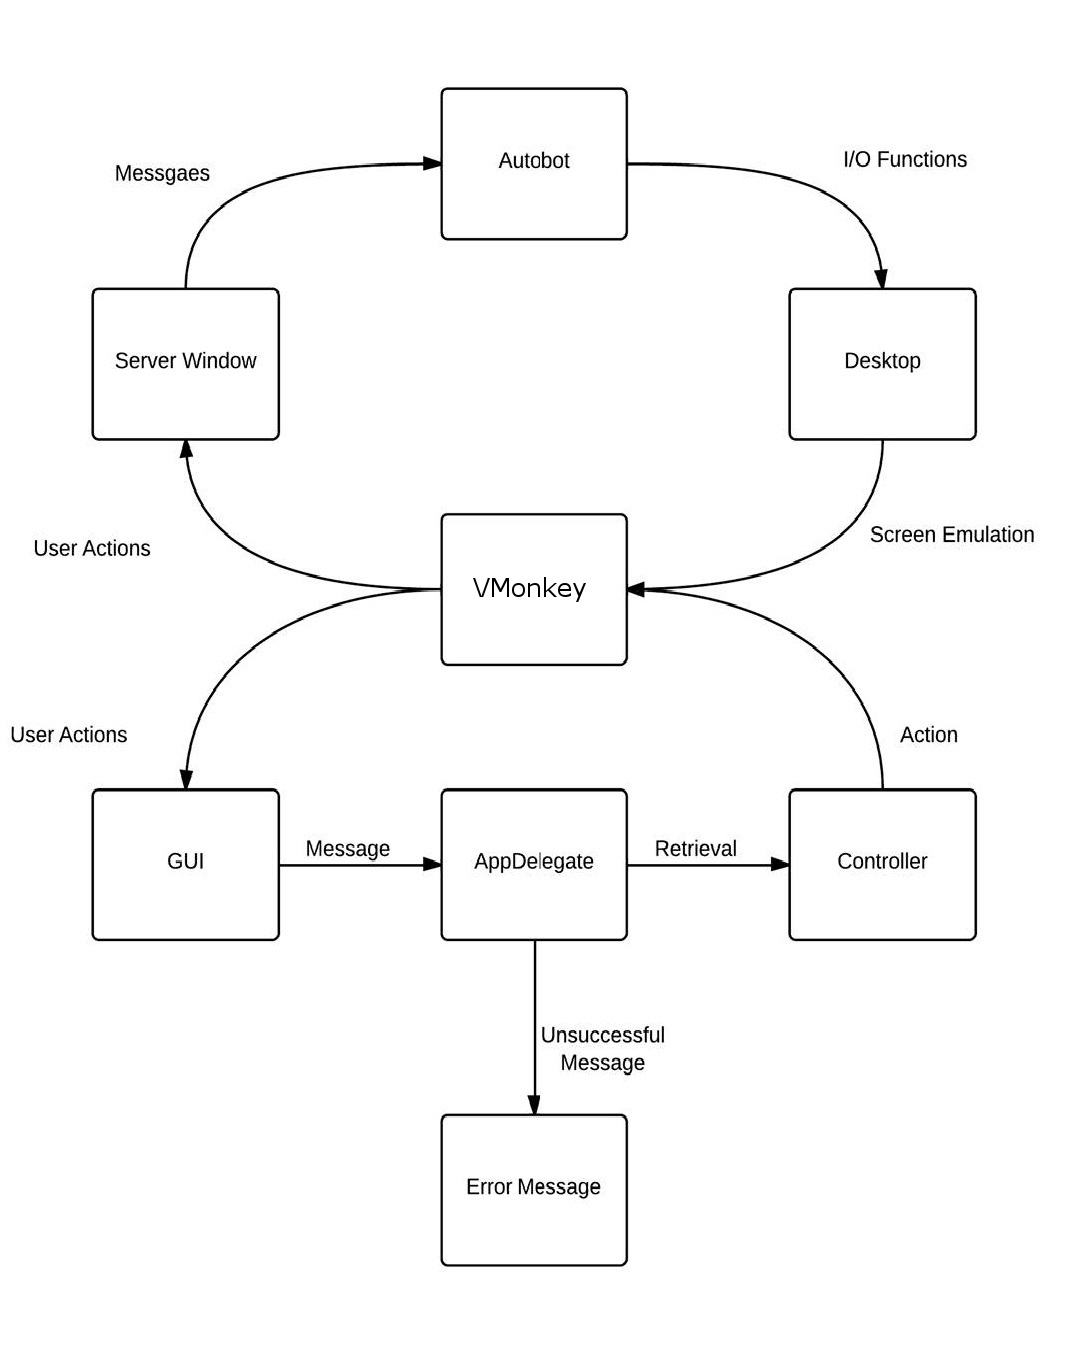 Autobot
I/O Functions
Messgaes
Server Window
Desktop
User Actions
Screen Emulation
VMonkey
User Actions
Action
GUI
Message
AppDelegate
Retrieval
Controller
Unsuccessful
Message
Error Message